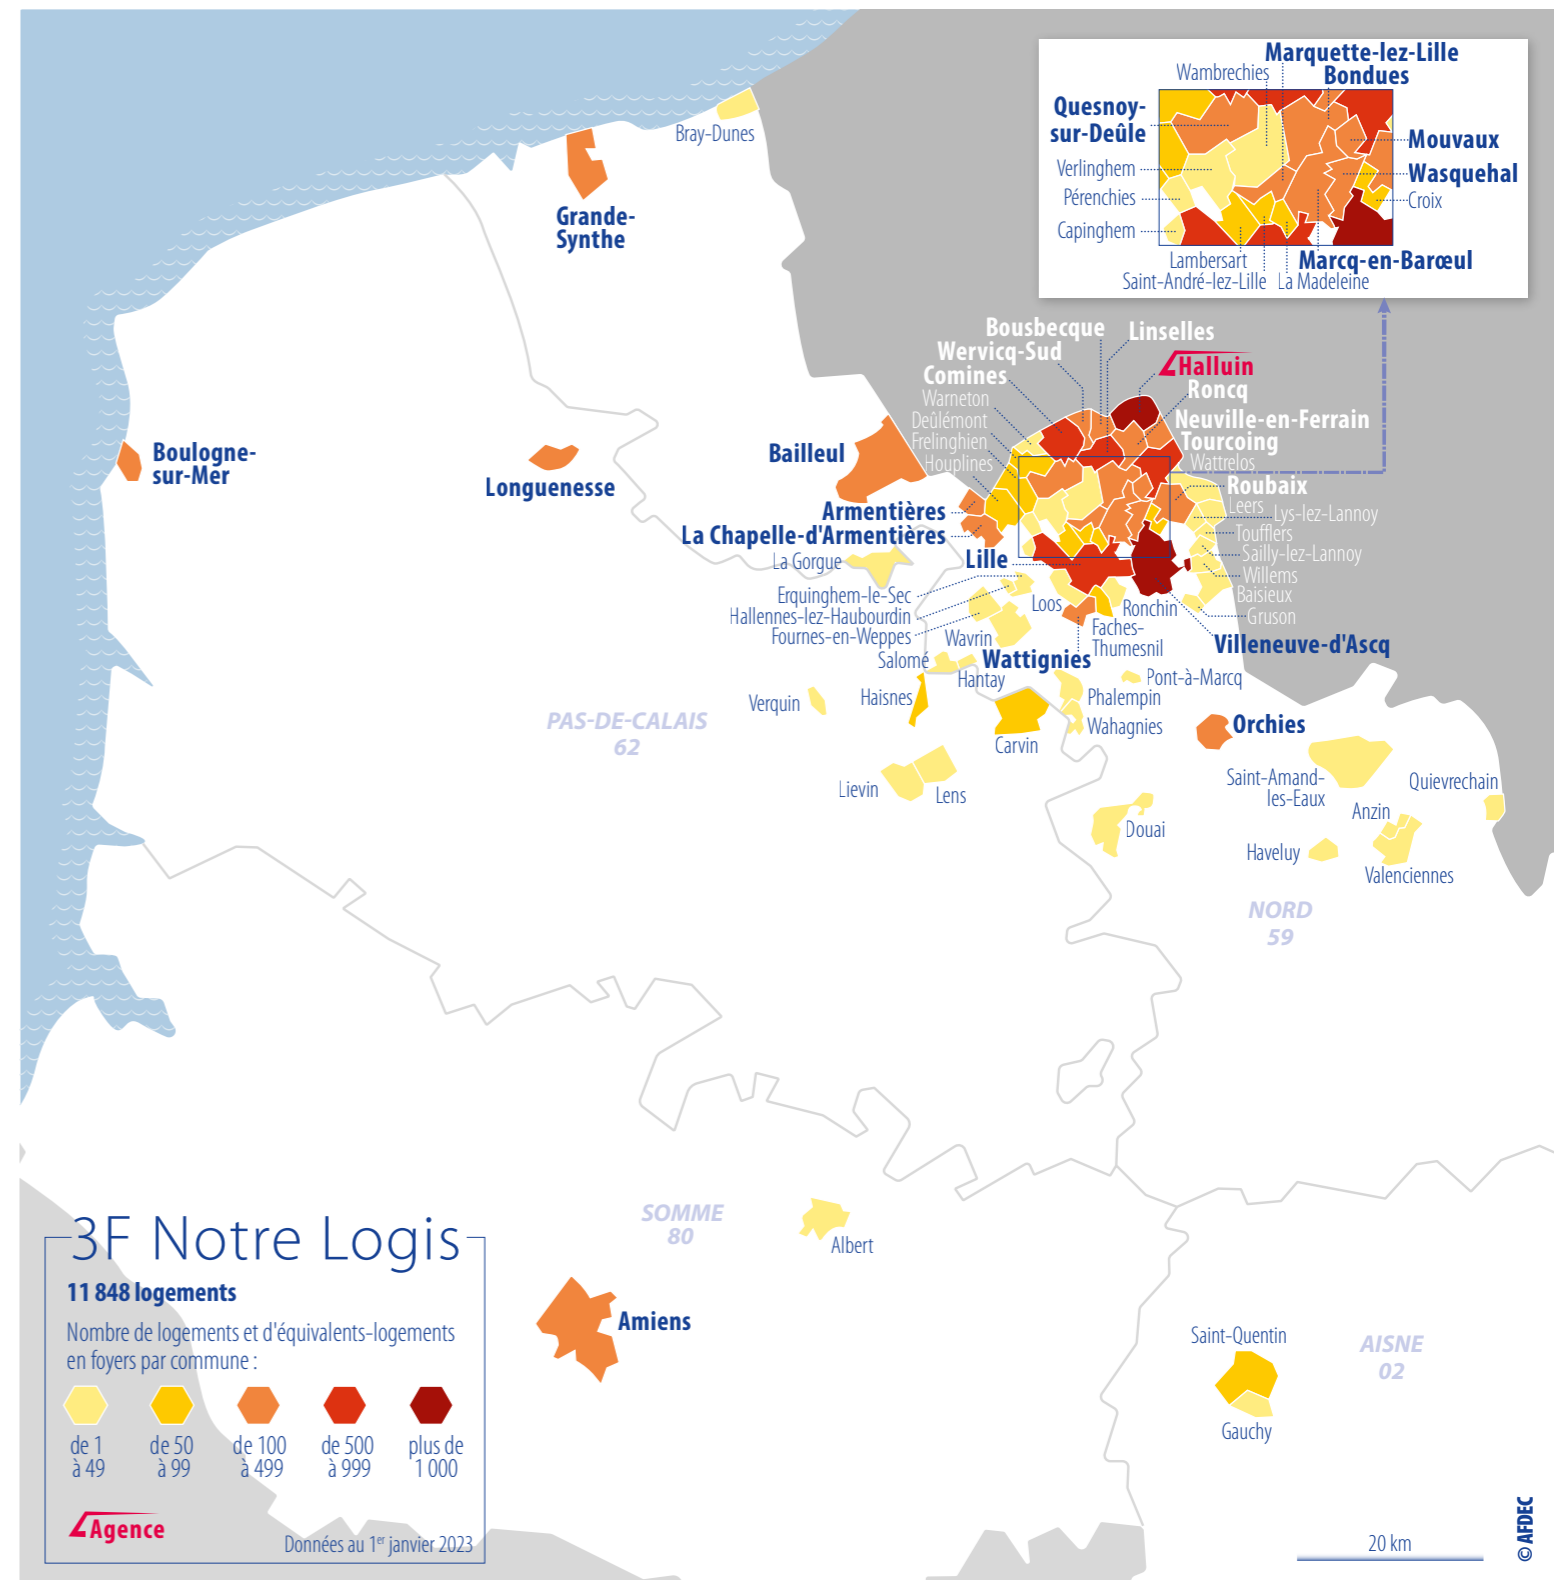 Marquette-lez-Lille
Wambrechies
Bondues
Quesnoy-
sur-Deûle
Mouvaux
Verlinghem
Wasquehal
Pérenchies
Croix
Capinghem
Lambersart
Marcq-en-Barœul
Saint-André-lez-Lille
La Madeleine
Bray-Dunes
Grande-
Synthe
Bousbecque
Linselles
Wervicq-Sud
Halluin
Comines
Roncq
Warneton
Deûlémont
Neuville-en-Ferrain
Frelinghien
Tourcoing
Houplines
Wattrelos
Boulogne-
sur-Mer
Bailleul
Longuenesse
Roubaix
Leers
Armentières
Lys-lez-Lannoy
La Chapelle-d'Armentières
Toufflers
La Gorgue
Lille
Sailly-lez-Lannoy
Willems
Erquinghem-le-Sec
Baisieux
Hallennes-lez-Haubourdin
Loos
Ronchin
Gruson
Fournes-en-Weppes
Wavrin
Faches-
Thumesnil
Villeneuve-d'Ascq
Salomé
Wattignies
Hantay
Pont-à-Marcq
Verquin
Haisnes
Phalempin
PAS-DE-CALAIS
62
Wahagnies
Orchies
Carvin
Saint-Amand-
les-Eaux
Quievrechain
Lievin
Lens
Anzin
Douai
Haveluy
Valenciennes
NORD
59
SOMME
80
Albert
Amiens
Saint-Quentin
AISNE
02
Gauchy
3F Notre Logis
11 848 logements
Nombre de logements et d'équivalents-logements
en foyers par commune :
de 1
à 49
de 50
à 99
de 100
à 499
de 500
à 999
plus de
1 000
Agence
Données au 1er janvier 2023
20 km
© AFDEC